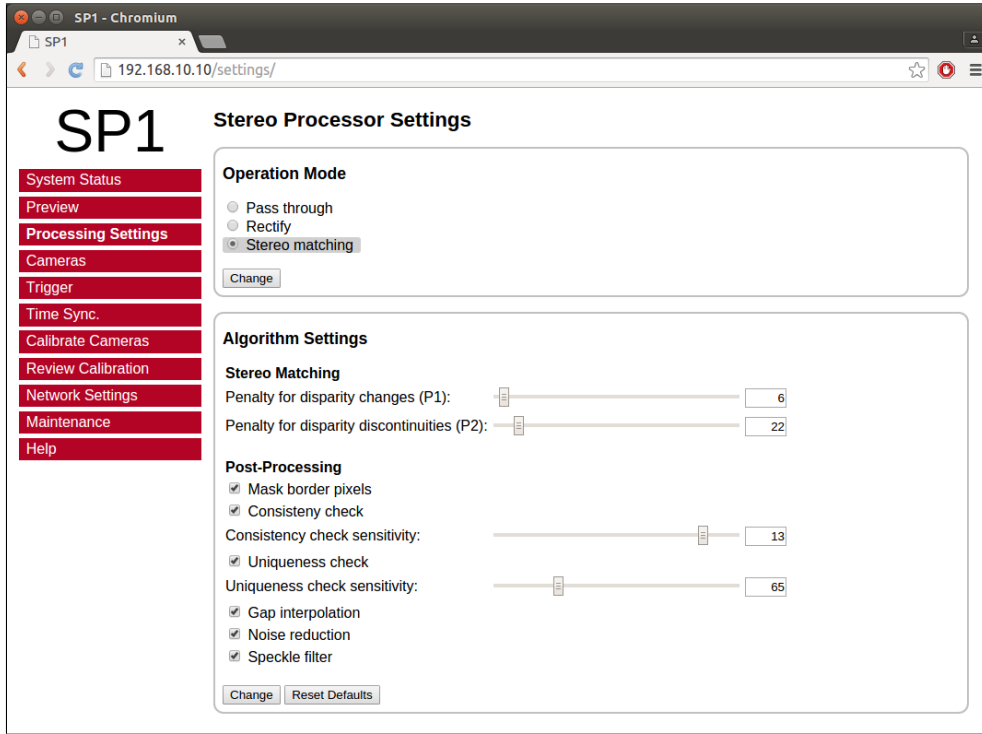 SP1 - Chromium
SP1
192.168.10.10/settings/
SP1
System Status
Preview
Processing Settings
Cameras
Trigger
Time Sync.
Calibrate Cameras
Review Calibration
Network Settings
Maintenance
Help
Stereo Processor Settings
Operation Mode
Pass through
Rectify
Stereo matching
Change
Algorithm Settings
Stereo Matching
Penalty for disparity changes (P1): 6
Penalty for disparity discontinuities (P2): 22
Post-Processing
Mask border pixels
Consisteny check
Consistency check sensitivity: 13
Uniqueness check
Uniqueness check sensitivity: 65
Gap interpolation
Noise reduction
Speckle filter
Change Reset Defaults